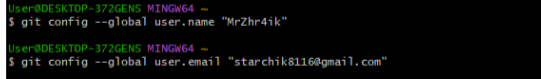 User@DESKTOP-372GENS MINGW64 ~
$ git config --global user.name "MrZhr4ik"
User@DESKTOP-372GENS MINGW64 ~
$ git config --global user.email "starchik8116@gmail.com"